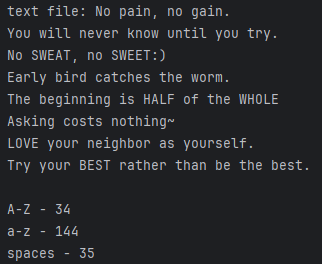 text file: No pain, no gain.
You will never know until you try.
No SWEAT, no SWEET:)
Early bird catches the worm.
The beginning is HALF of the WHOLE
Asking costs nothing~
LOVE your neighbor as yourself.
Try your BEST rather than be the best.
A-Z - 34
a-z - 144
spaces - 35